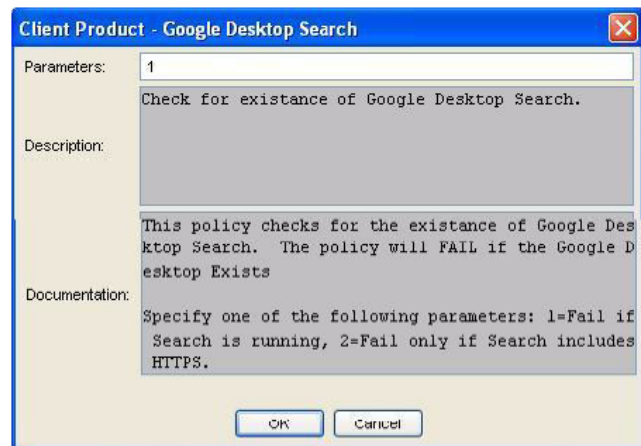 Client Product - Google Desktop Search
Parameters: 1
Check for existance of Google Desktop Search.
Description:
This policy checks for the existance of Google Des
ktop Search. The policy will FAIL if the Google D
esktop Exists
Documentation:
Specify one of the following parameters: 1=Fail if
Search is running, 2=Fail only if Search includes
HTTPS.
OK Cancel